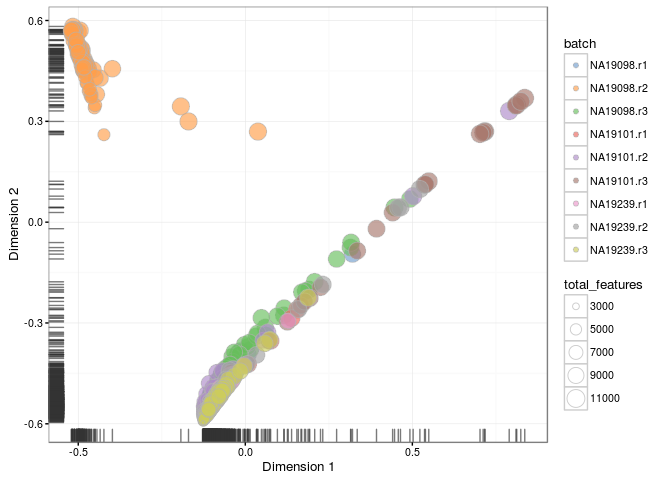 0.6
0.3
0.0
-0.3
-0.6
Dimension 2
-0.5
0.0
0.5
Dimension 1
batch
NA19098.r1
NA19098.r2
NA19098.r3
NA19101.r1
NA19101.r2
NA19101.r3
NA19239.r1
NA19239.r2
NA19239.r3
total_features
3000
5000
7000
9000
11000